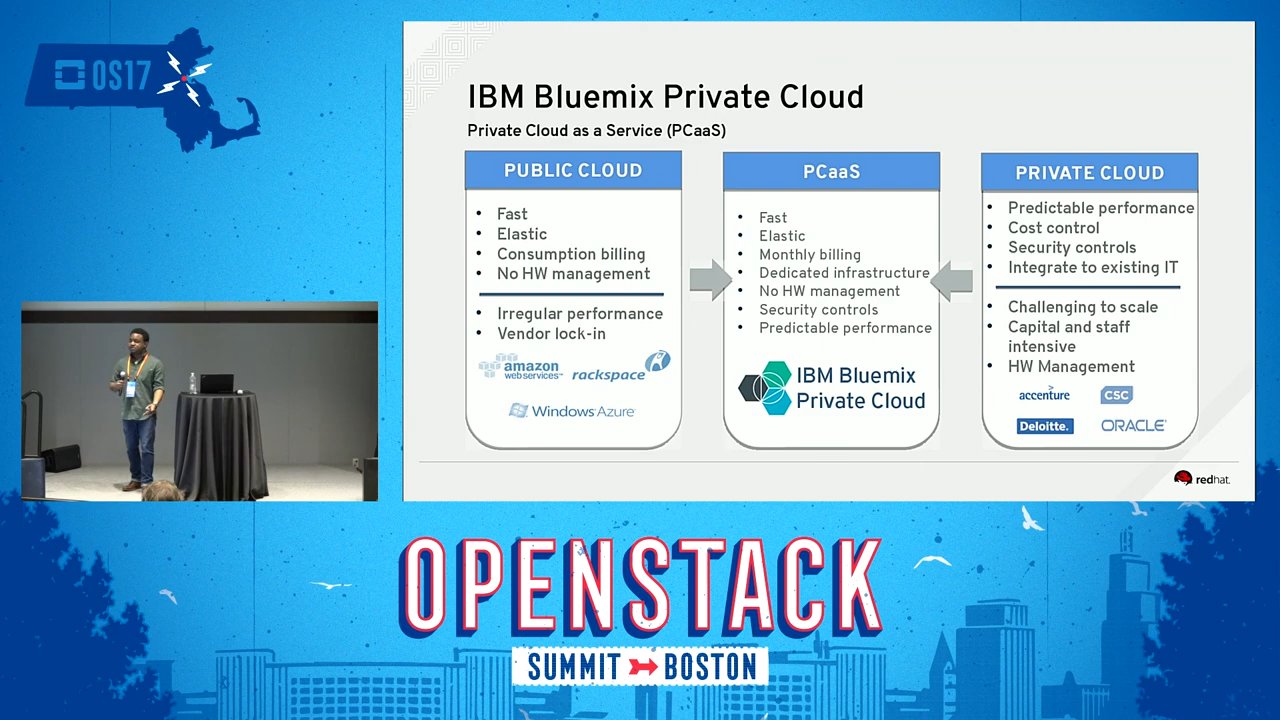 OS17
IBM Bluemix Private Cloud
Private Cloud as a Service (PCaaS)
PUBLIC CLOUD
• Fast
• Elastic
• Consumption billing
• No HW management
• Irregular performance
• Vendor lock-in
amazon
web services™
rackspace
Windows Azure
PCaaS
• Fast
• Elastic
• Monthly billing
• Dedicated infrastructure
• No HW management
• Security controls
• Predictable performance
IBM Bluemix
Private Cloud
PRIVATE CLOUD
• Predictable performance
• Cost control
• Security controls
• Integrate to existing IT
• Challenging to scale
• Capital and staff
intensive
• HW Management
accenture
CSC
Deloitte.
ORACLE
redhat.
OPENSTACK
SUMMIT BOSTON